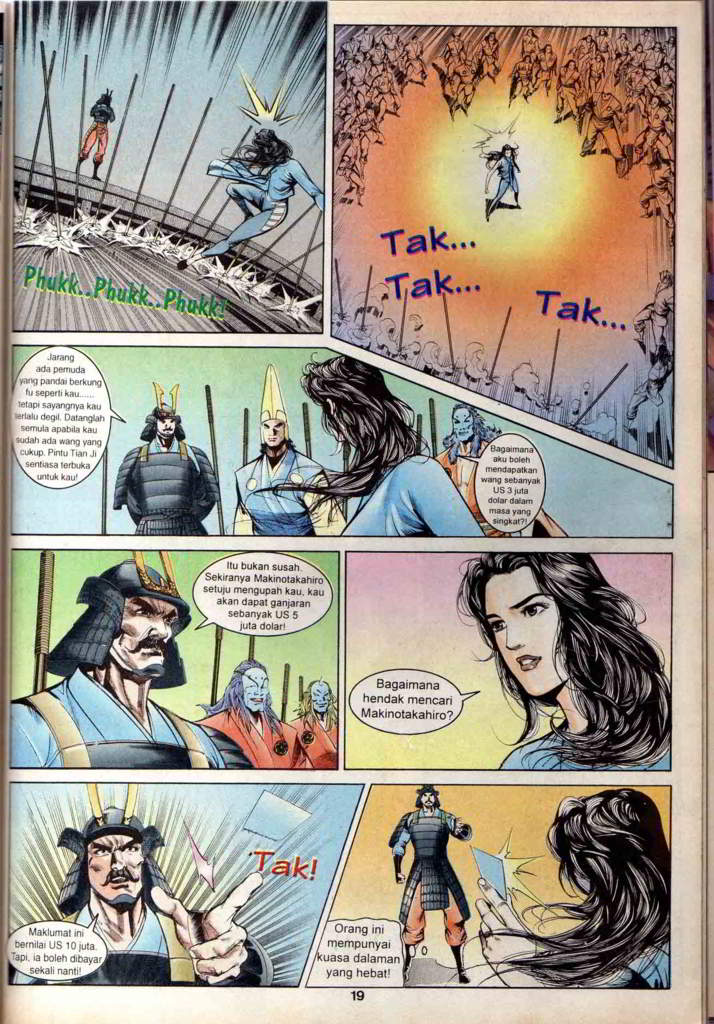 Phukk..Phukk..Phukk!
Tak...
Tak...
Tak...
Jarang
ada pemuda
yang pandai berkung
fu seperti kau......
tetapi sayangnya kau
terlalu degil. Datanglah
semula apabila kau
sudah ada wang yang
cukup. Pintu Tian Ji
sentiasa terbuka
untuk kau!
Bagaimana
aku boleh
mendapatkan
wang sebanyak
US 3 juta
dolar dalam
masa yang
singkat?!
Itu bukan susah.
Sekiranya Makinotakahiro
setuju mengupah kau, kau
akan dapat ganjaran
sebanyak US 5
juta dolar!
Bagaimana
hendak mencari
Makinotakahiro?
Tak!
Maklumat ini
bernilai US 10 juta.
Tapi, ia boleh dibayar
sekali nanti!
Orang ini
mempunyai
kuasa dalaman
yang hebat!
19